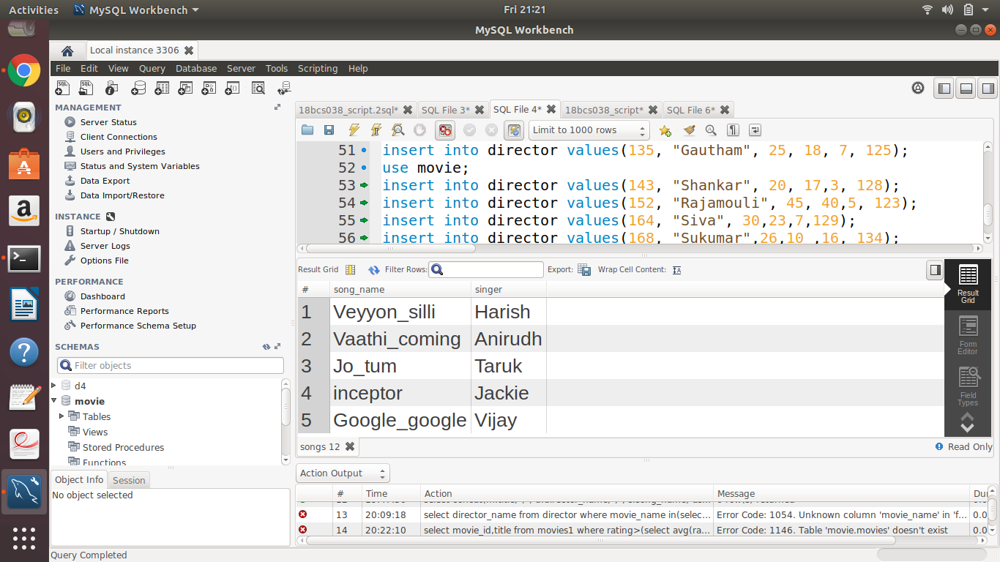 Activities MySQL Workbench Fri 21:21
MySQL Workbench
Local instance 3306
File Edit View Query Database Server Tools Scripting Help
MANAGEMENT
Server Status
Client Connections
Users and Privileges
Status and System Variables
Data Export
Data Import/Restore
INSTANCE
Startup / Shutdown
Server Logs
Options File
PERFORMANCE
Dashboard
Performance Reports
Performance Schema Setup
SCHEMAS
Filter objects
d4
movie
Tables
Views
Stored Procedures
Functions
Object Info Session
No object selected
18bcs038_script.2sql* SQL File 3* SQL File 4* 18bcs038_script* SQL File 6*
Limit to 1000 rows
51 insert into director values(135, "Gautham", 25, 18, 7, 125);
52 use movie;
53 insert into director values(143, "Shankar", 20, 17,3, 128);
54 insert into director values(152, "Rajamouli", 45, 40,5, 123);
55 insert into director values(164, "Siva", 30,23,7,129);
56 insert into director values(168, "Sukumar",26,10 ,16, 134);
Result Grid Filter Rows: Export: Wrap Cell Content:
# song_name singer
1 Veyyon_silli Harish
2 Vaathi_coming Anirudh
3 Jo_tum Taruk
4 inceptor Jackie
5 Google_google Vijay
Result Grid
Form Editor
Field Types
songs 12 Read Only
Action Output
# Time Action Message Dur
13 20:09:18 select director_name from director where movie_name in(selec... Error Code: 1054. Unknown column 'movie_name' in 'f... 0.0
14 20:22:10 select movie_id,title from movies1 where rating>(select avg(ra... Error Code: 1146. Table 'movie.movies' doesn't exist 0.0
Query Completed